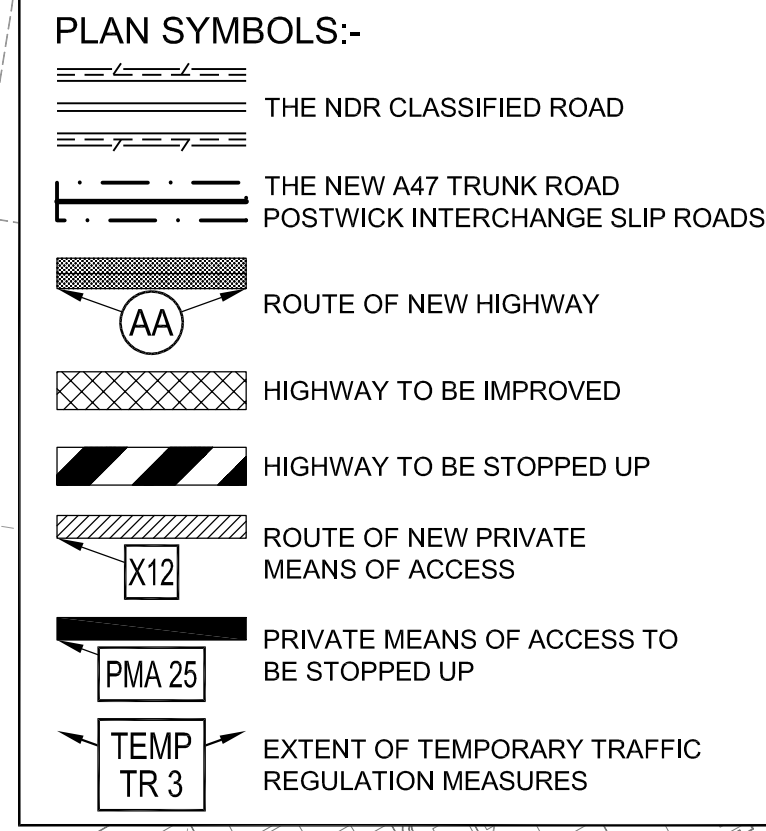 PLAN SYMBOLS:-
THE NDR CLASSIFIED ROAD
THE NEW A47 TRUNK ROAD
POSTWICK INTERCHANGE SLIP ROADS
AA
ROUTE OF NEW HIGHWAY
HIGHWAY TO BE IMPROVED
HIGHWAY TO BE STOPPED UP
X12
ROUTE OF NEW PRIVATE
MEANS OF ACCESS
PMA 25
PRIVATE MEANS OF ACCESS TO
BE STOPPED UP
TEMP
TR 3
EXTENT OF TEMPORARY TRAFFIC
REGULATION MEASURES